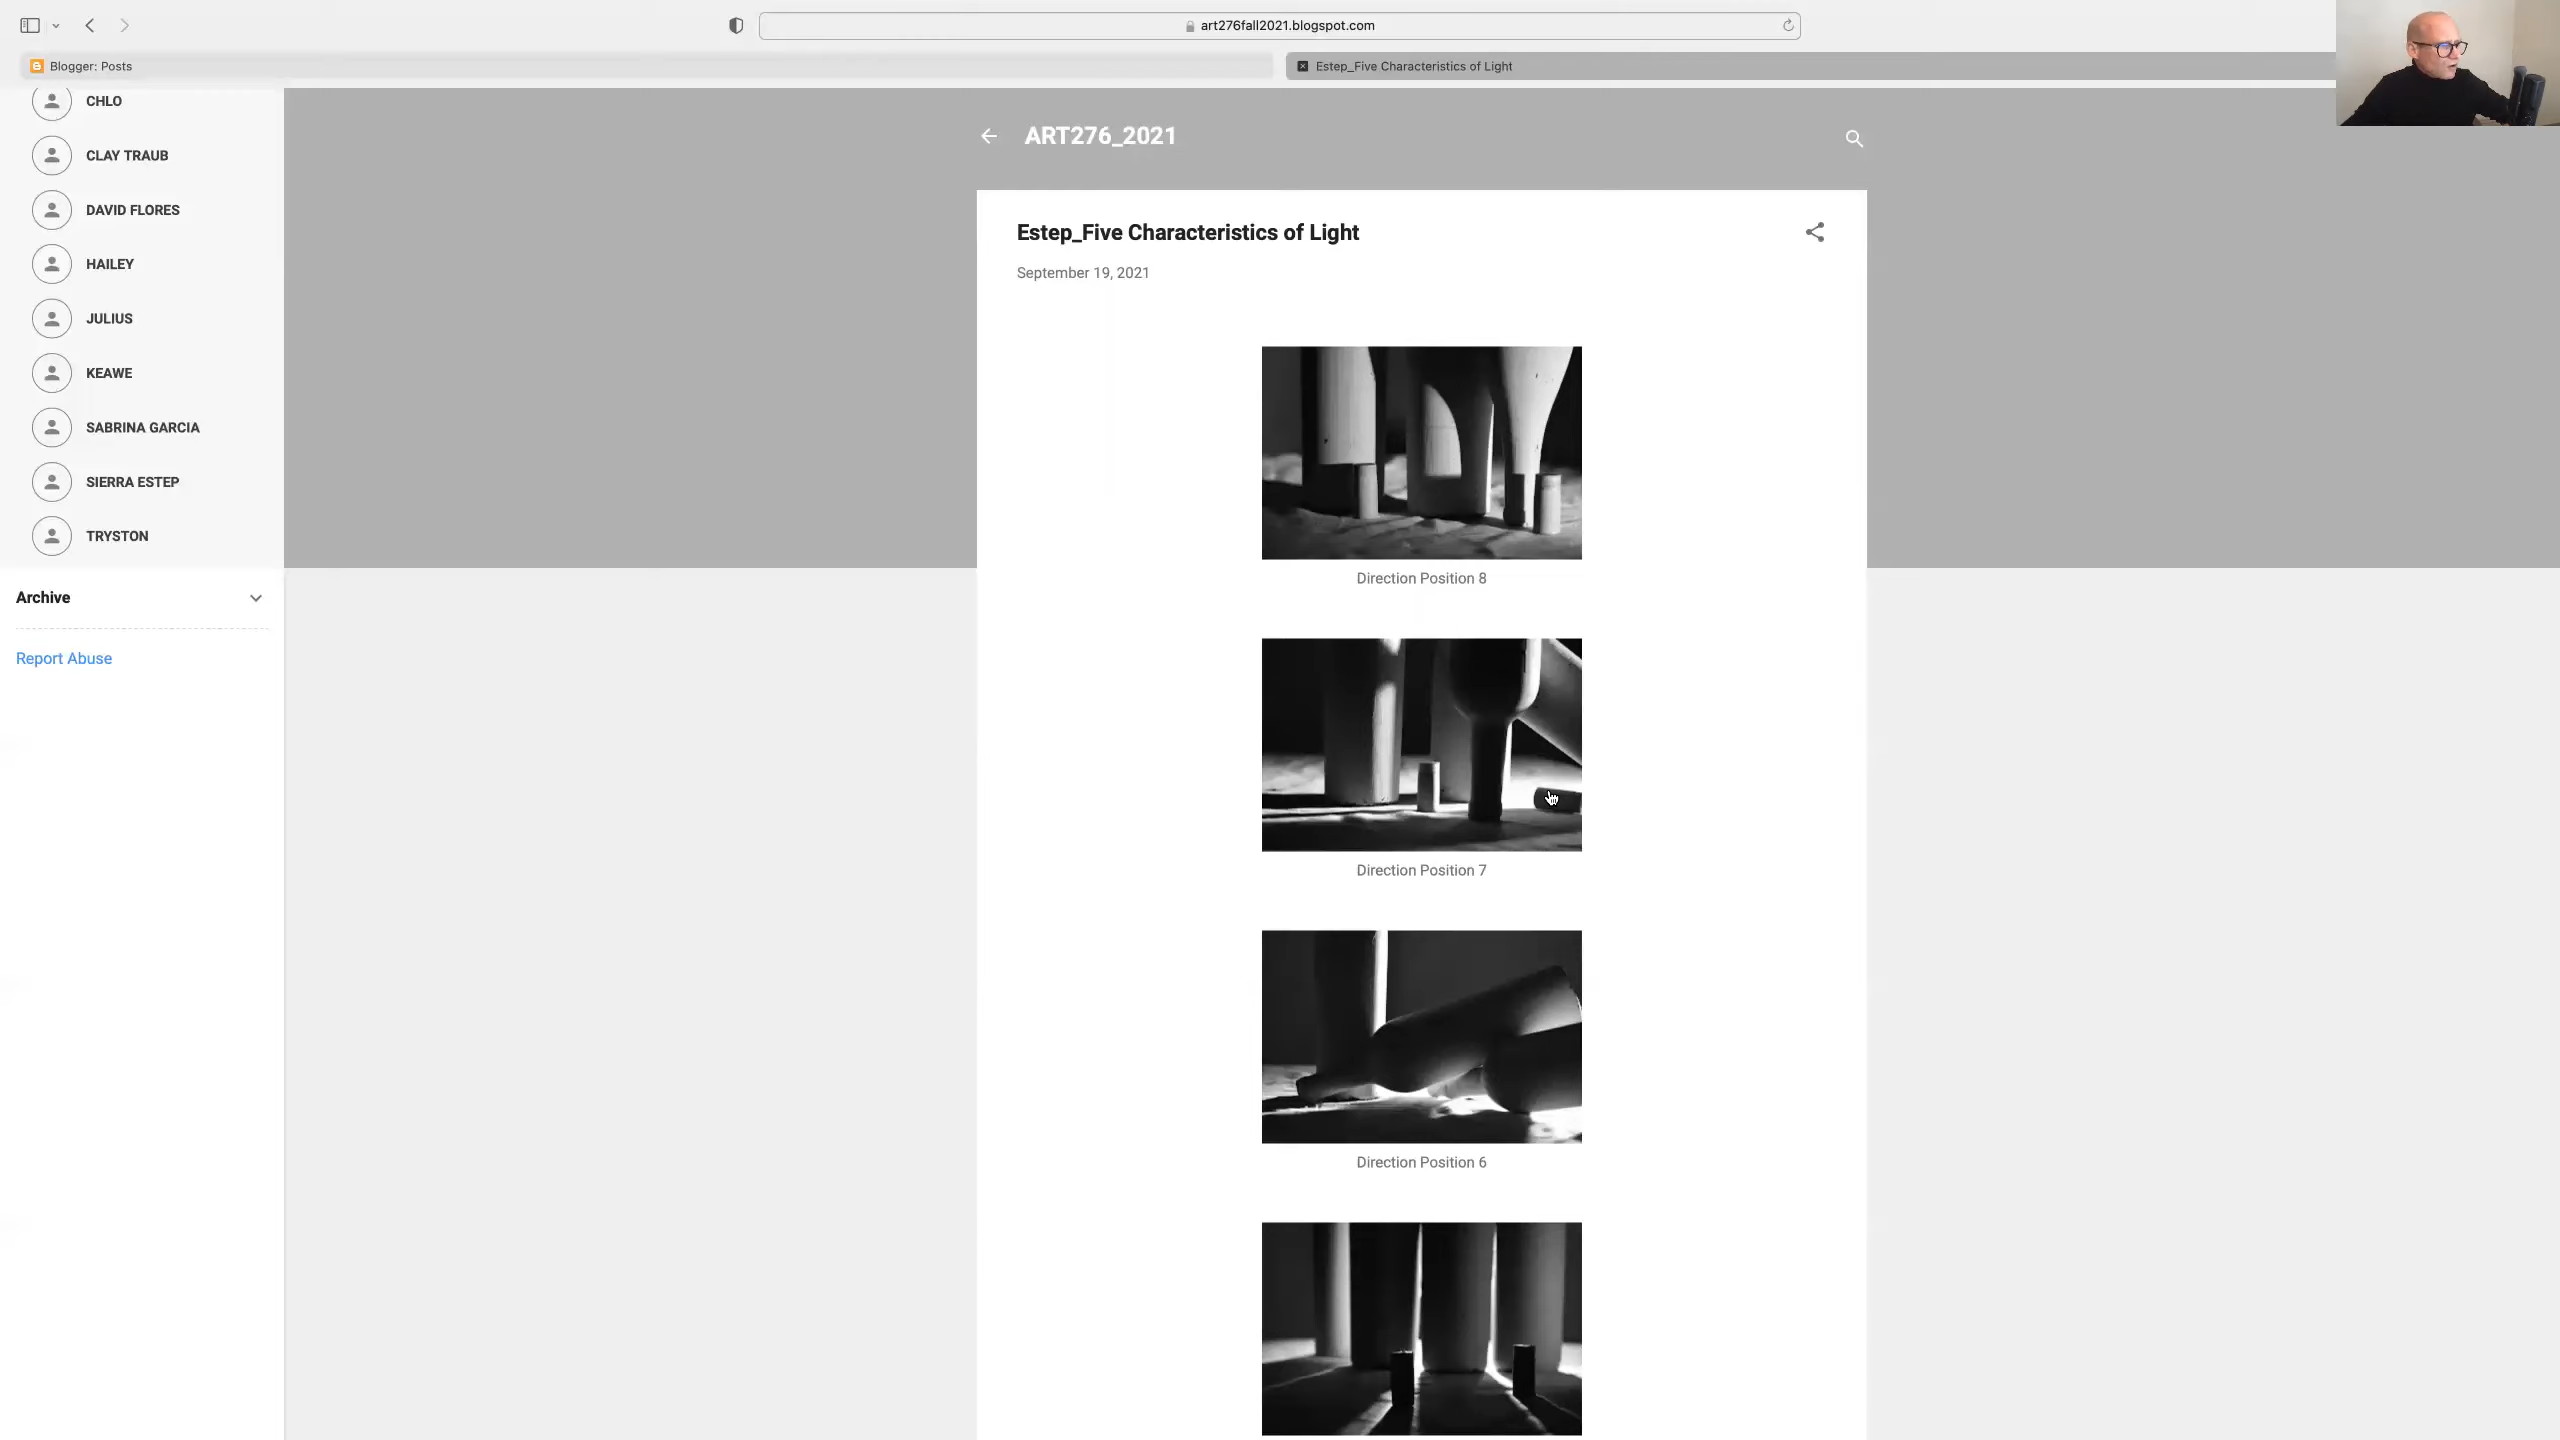 art276fall2021.blogspot.com
Blogger: Posts
Estep_Five Characteristics of Light
CHLO
CLAY TRAUB
DAVID FLORES
HAILEY
JULIUS
KEAWE
SABRINA GARCIA
SIERRA ESTEP
TRYSTON
Archive
Report Abuse
ART276_2021
Estep_Five Characteristics of Light
September 19, 2021
Direction Position 8
Direction Position 7
Direction Position 6